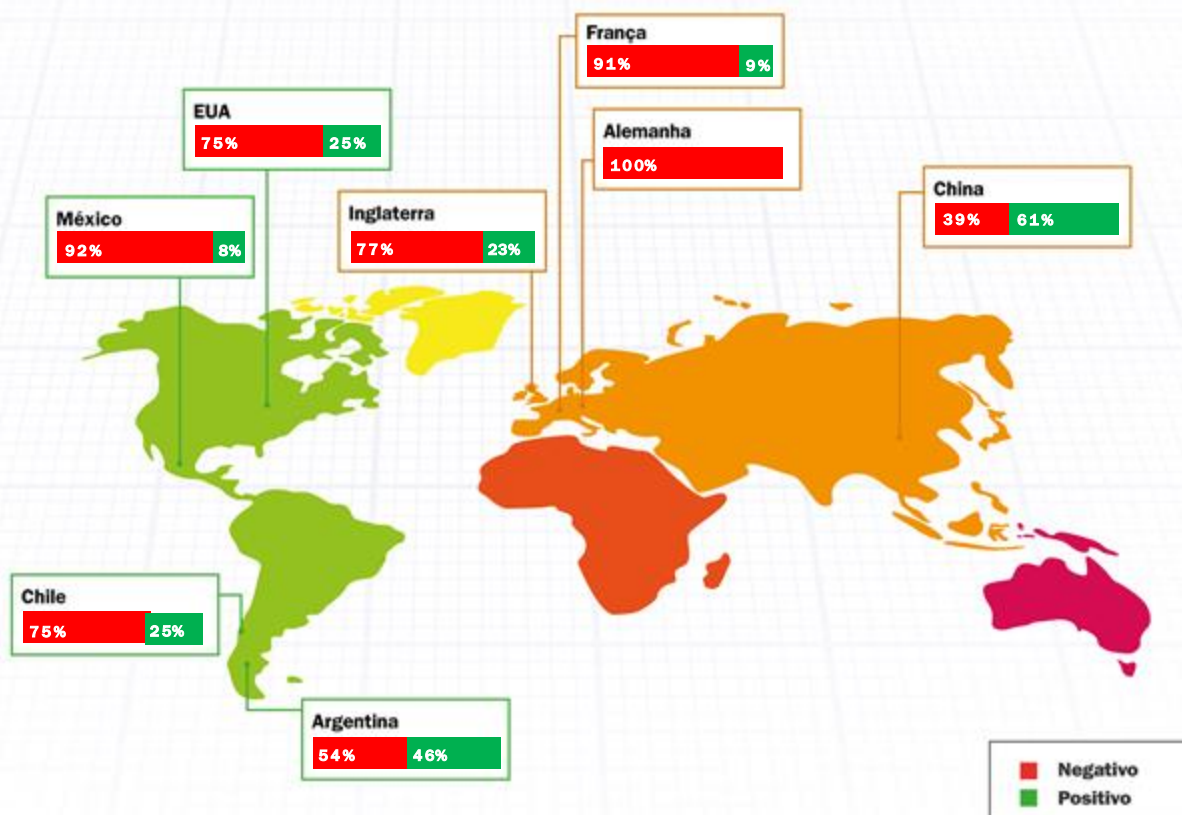 França
91% 9%
EUA
75% 25%
Alemanha
100%
China
39% 61%
México
92% 8%
Inglaterra
77% 23%
Chile
75% 25%
Argentina
54% 46%
Negativo
Positivo